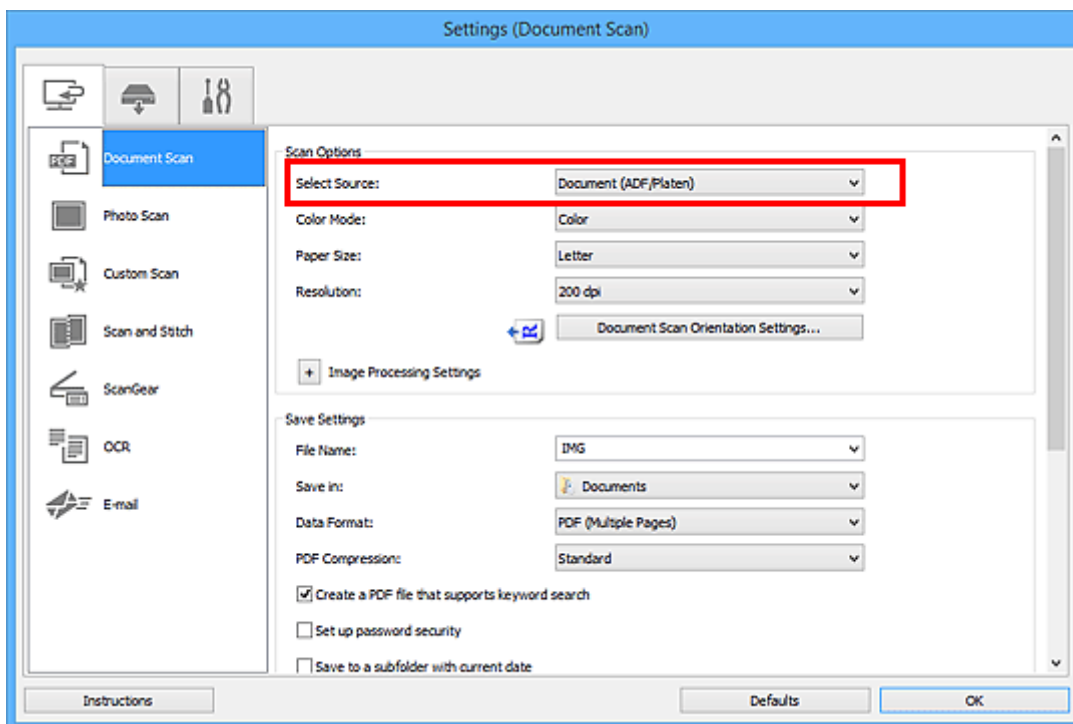 Settings (Document Scan)
PDF
Document Scan
Photo Scan
Custom Scan
Scan and Stitch
ScanGear
OCR
E-mail
Scan Options
Select Source: Document (ADF/Platen)
Color Mode: Color
Paper Size: Letter
Resolution: 200 dpi
R Document Scan Orientation Settings...
+ Image Processing Settings
Save Settings
File Name: IMG
Save in: Documents
Data Format: PDF (Multiple Pages)
PDF Compression: Standard
Create a PDF file that supports keyword search
Set up password security
Save to a subfolder with current date
Instructions Defaults OK